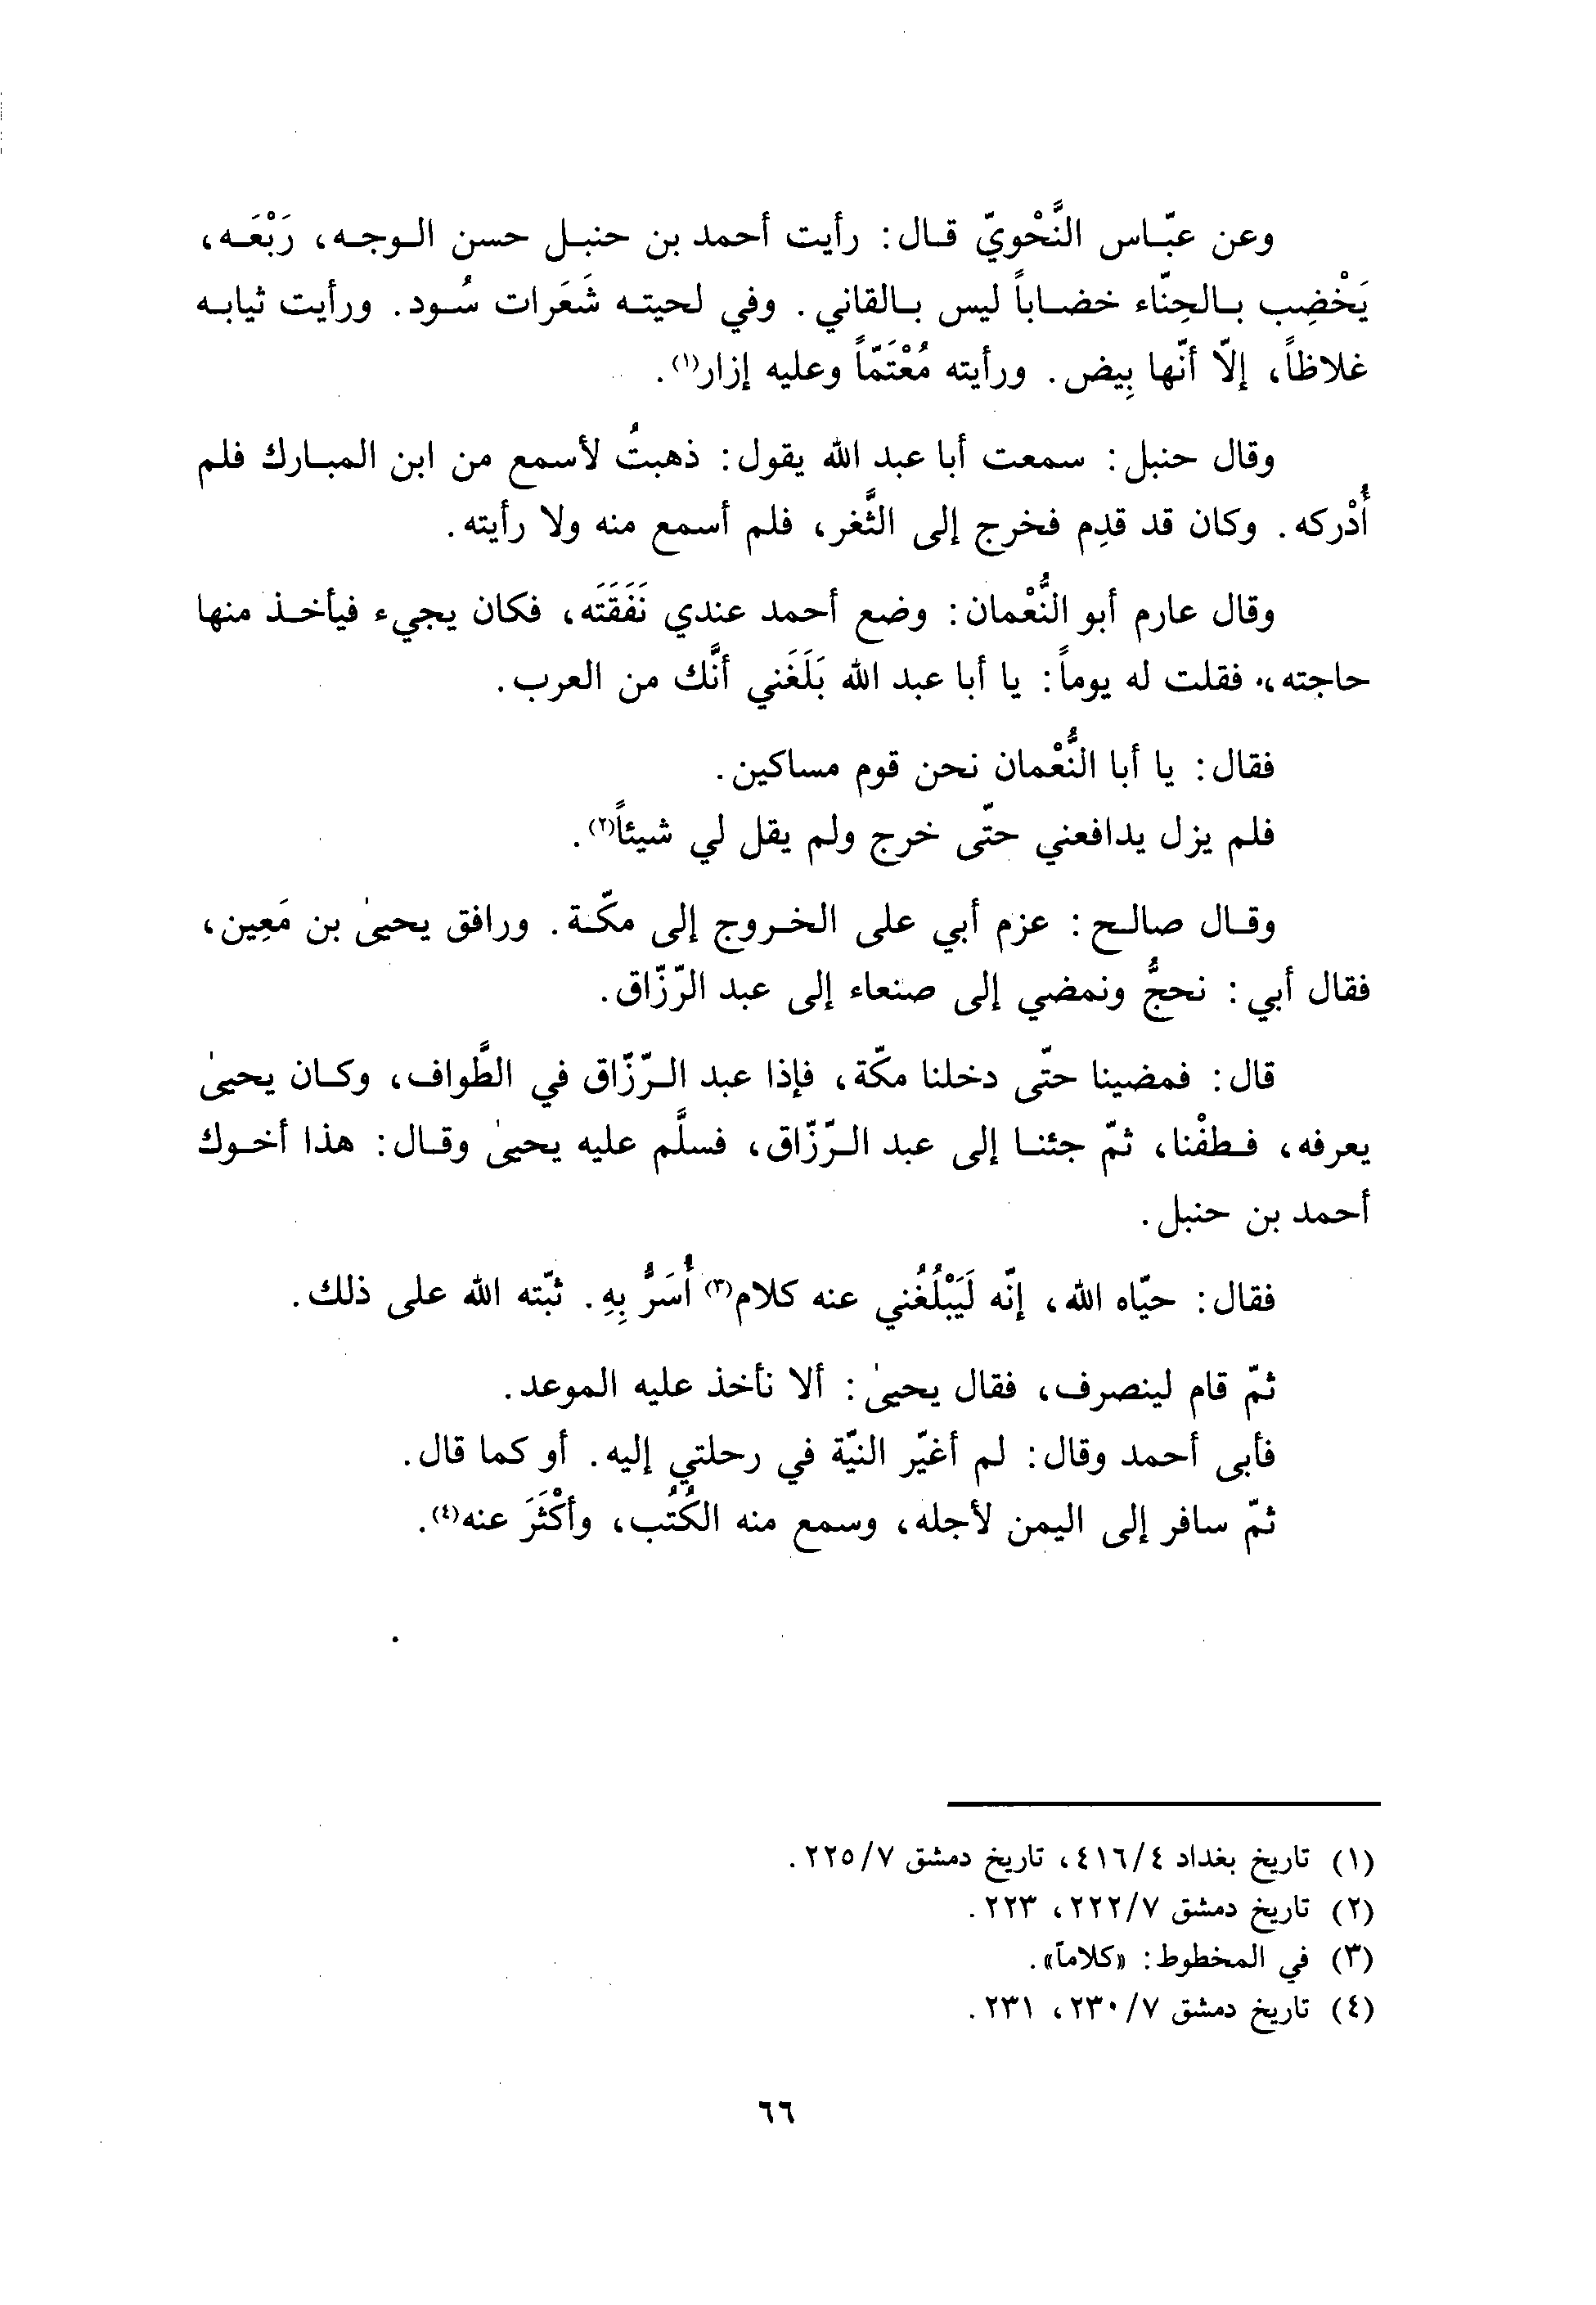 وعن عبّاس النَّحْويّ قال: رأيت أحمد بن حنبل حسن الوجه، رَبْعَه،
يَخْضِب بالحِنّاء خضاباً ليس بالقاني. وفي لحيته شَعَرات سُود. ورأيت ثيابه
غلاظاً، إلّا أنّها بِيض. ورأيته مُعْتَمّاً وعليه إزار(١).
وقال حنبل: سمعت أبا عبد الله يقول: ذهبتُ لأسمع من ابن المبارك فلم
أُدْركه. وكان قد قدِم فخرج إلى الثَّغر، فلم أسمع منه ولا رأيته.
وقال عارم أبو النُّعْمان: وضع أحمد عندي نَفَقَتَه، فكان يجيء فيأخذ منها
حاجته، فقلت له يوماً: يا أبا عبد الله بَلَغَني أنَّك من العرب.
فقال: يا أبا النُّعْمان نحن قوم مساكين.
فلم يزل يدافعني حتّى خرج ولم يقل لي شيئاً(٢).
وقال صالح: عزم أبي على الخروج إلى مكّة. ورافق يحيىٰ بن مَعِين،
فقال أبي: نحجُّ ونمضي إلى صنعاء إلى عبد الرّزّاق.
قال: فمضينا حتّى دخلنا مكّة، فإذا عبد الرّزّاق في الطَّواف، وكان يحيىٰ
يعرفه، فطفْنا، ثمّ جئنا إلى عبد الرّزّاق، فسلَّم عليه يحيىٰ وقال: هذا أخوك
أحمد بن حنبل.
فقال: حيّاه الله، إنّه لَيَبْلُغُني عنه كلام(٣) أُسَرُّ بِهِ. ثبّته الله على ذلك.
ثمّ قام لينصرف، فقال يحيىٰ: ألا نأخذ عليه الموعد.
فأبى أحمد وقال: لم أغيّر النيّة في رحلتي إليه. أو كما قال.
ثمّ سافر إلى اليمن لأجله، وسمع منه الكُتُب، وأكْثَرَ عنه(٤).
(١) تاريخ بغداد ٤/٤١٦، تاريخ دمشق ٧/٢٢٥.
(٢) تاريخ دمشق ٧/٢٢٢، ٢٢٣.
(٣) في المخطوط: «كلاماً».
(٤) تاريخ دمشق ٧/٢٣٠، ٢٣١.
٦٦